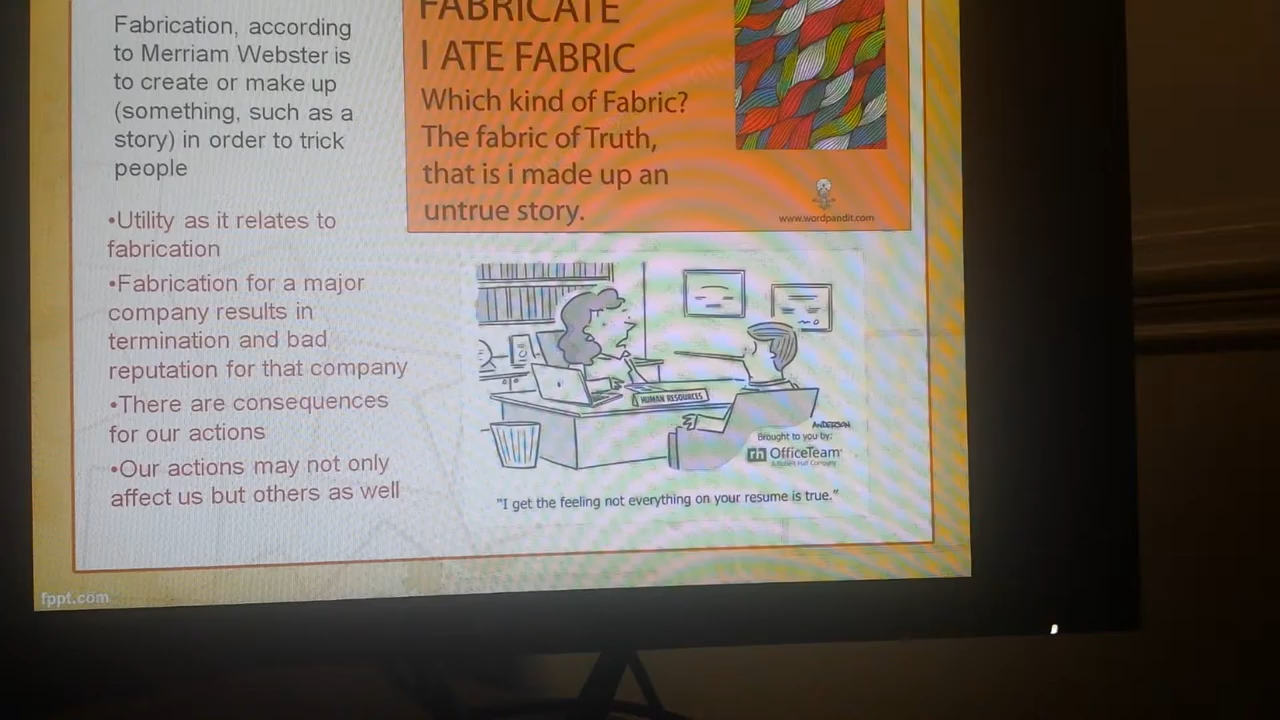 Fabrication, according
to Merriam Webster is
to create or make up
(something, such as a
story) in order to trick
people
•Utility as it relates to
fabrication
•Fabrication for a major
company results in
termination and bad
reputation for that company
•There are consequences
for our actions
•Our actions may not only
affect us but others as well
FABRICATE
I ATE FABRIC
Which kind of Fabric?
The fabric of Truth,
that is i made up an
untrue story.
www.wordpandit.com
HUMAN RESOURCES
ANDERSON
Brought to you by:
rh OfficeTeam
A Robert Half Company
"I get the feeling not everything on your resume is true."
fppt.com